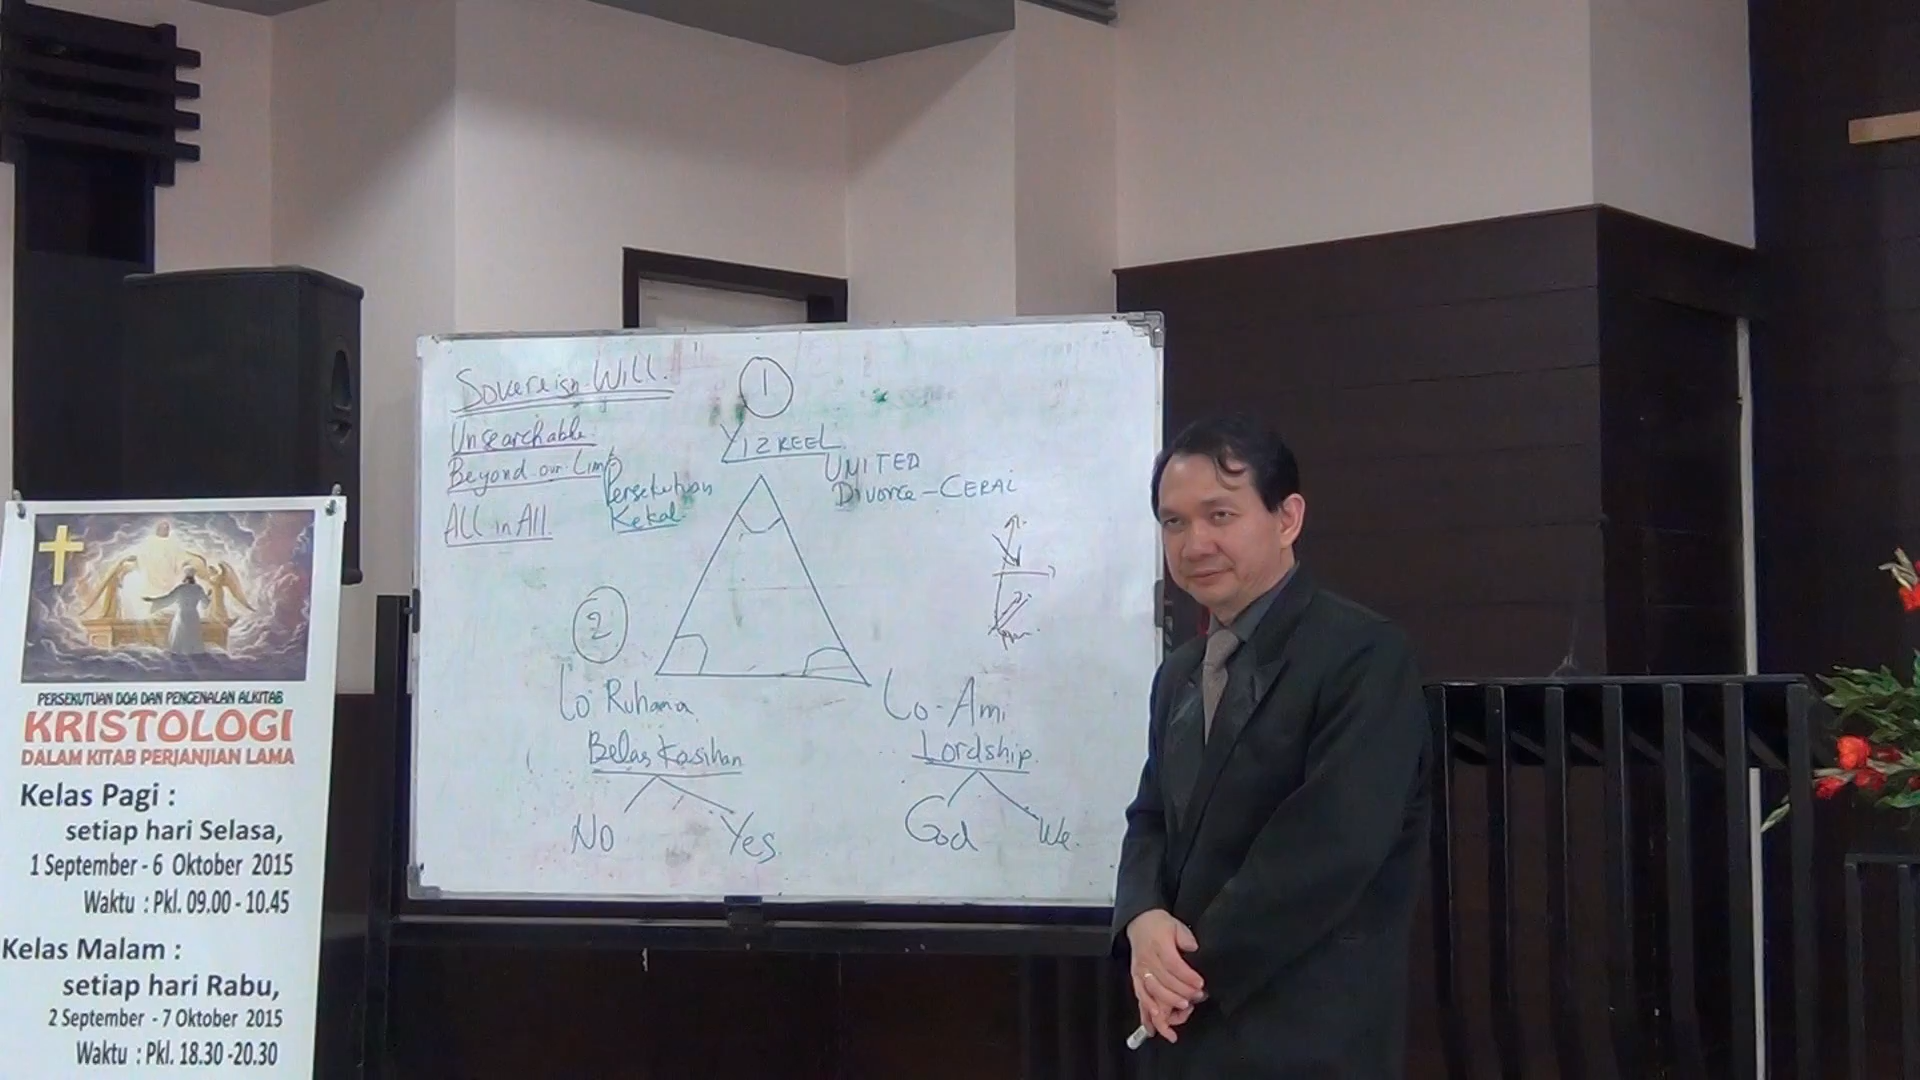 PERSEKUTUAN DOA DAN PENGENALAN ALKITAB
KRISTOLOGI
DALAM KITAB PERJANJIAN LAMA
Kelas Pagi :
setiap hari Selasa,
1 September - 6 Oktober 2015
Waktu : Pkl. 09.00 - 10.45
Kelas Malam :
setiap hari Rabu,
2 September - 7 Oktober 2015
Waktu : Pkl. 18.30 -20.30
Sovereign Will.
Unsearchable
Beyond our Limit
All in All.
Persekutuan
Kekal
1
YIZREEL
UNITED
Divorce - CERAI
2
Lo Ruhama
Belas Kasihan
No Yes.
Lo-Ami
Lordship.
God We.